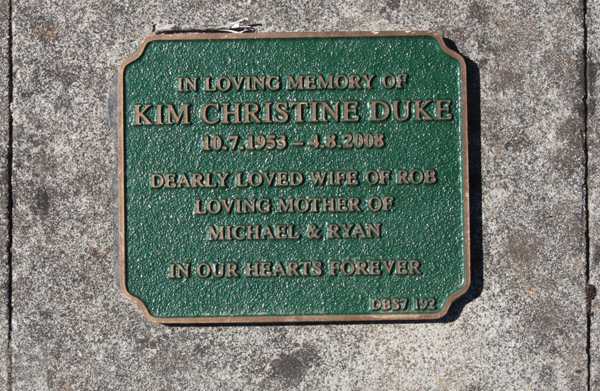 IN LOVING MEMORY OF
KIM CHRISTINE DUKE
10.7.1953 – 4.8.2008
DEARLY LOVED WIFE OF ROB
LOVING MOTHER OF
MICHAEL & RYAN
IN OUR HEARTS FOREVER
DBS7 192